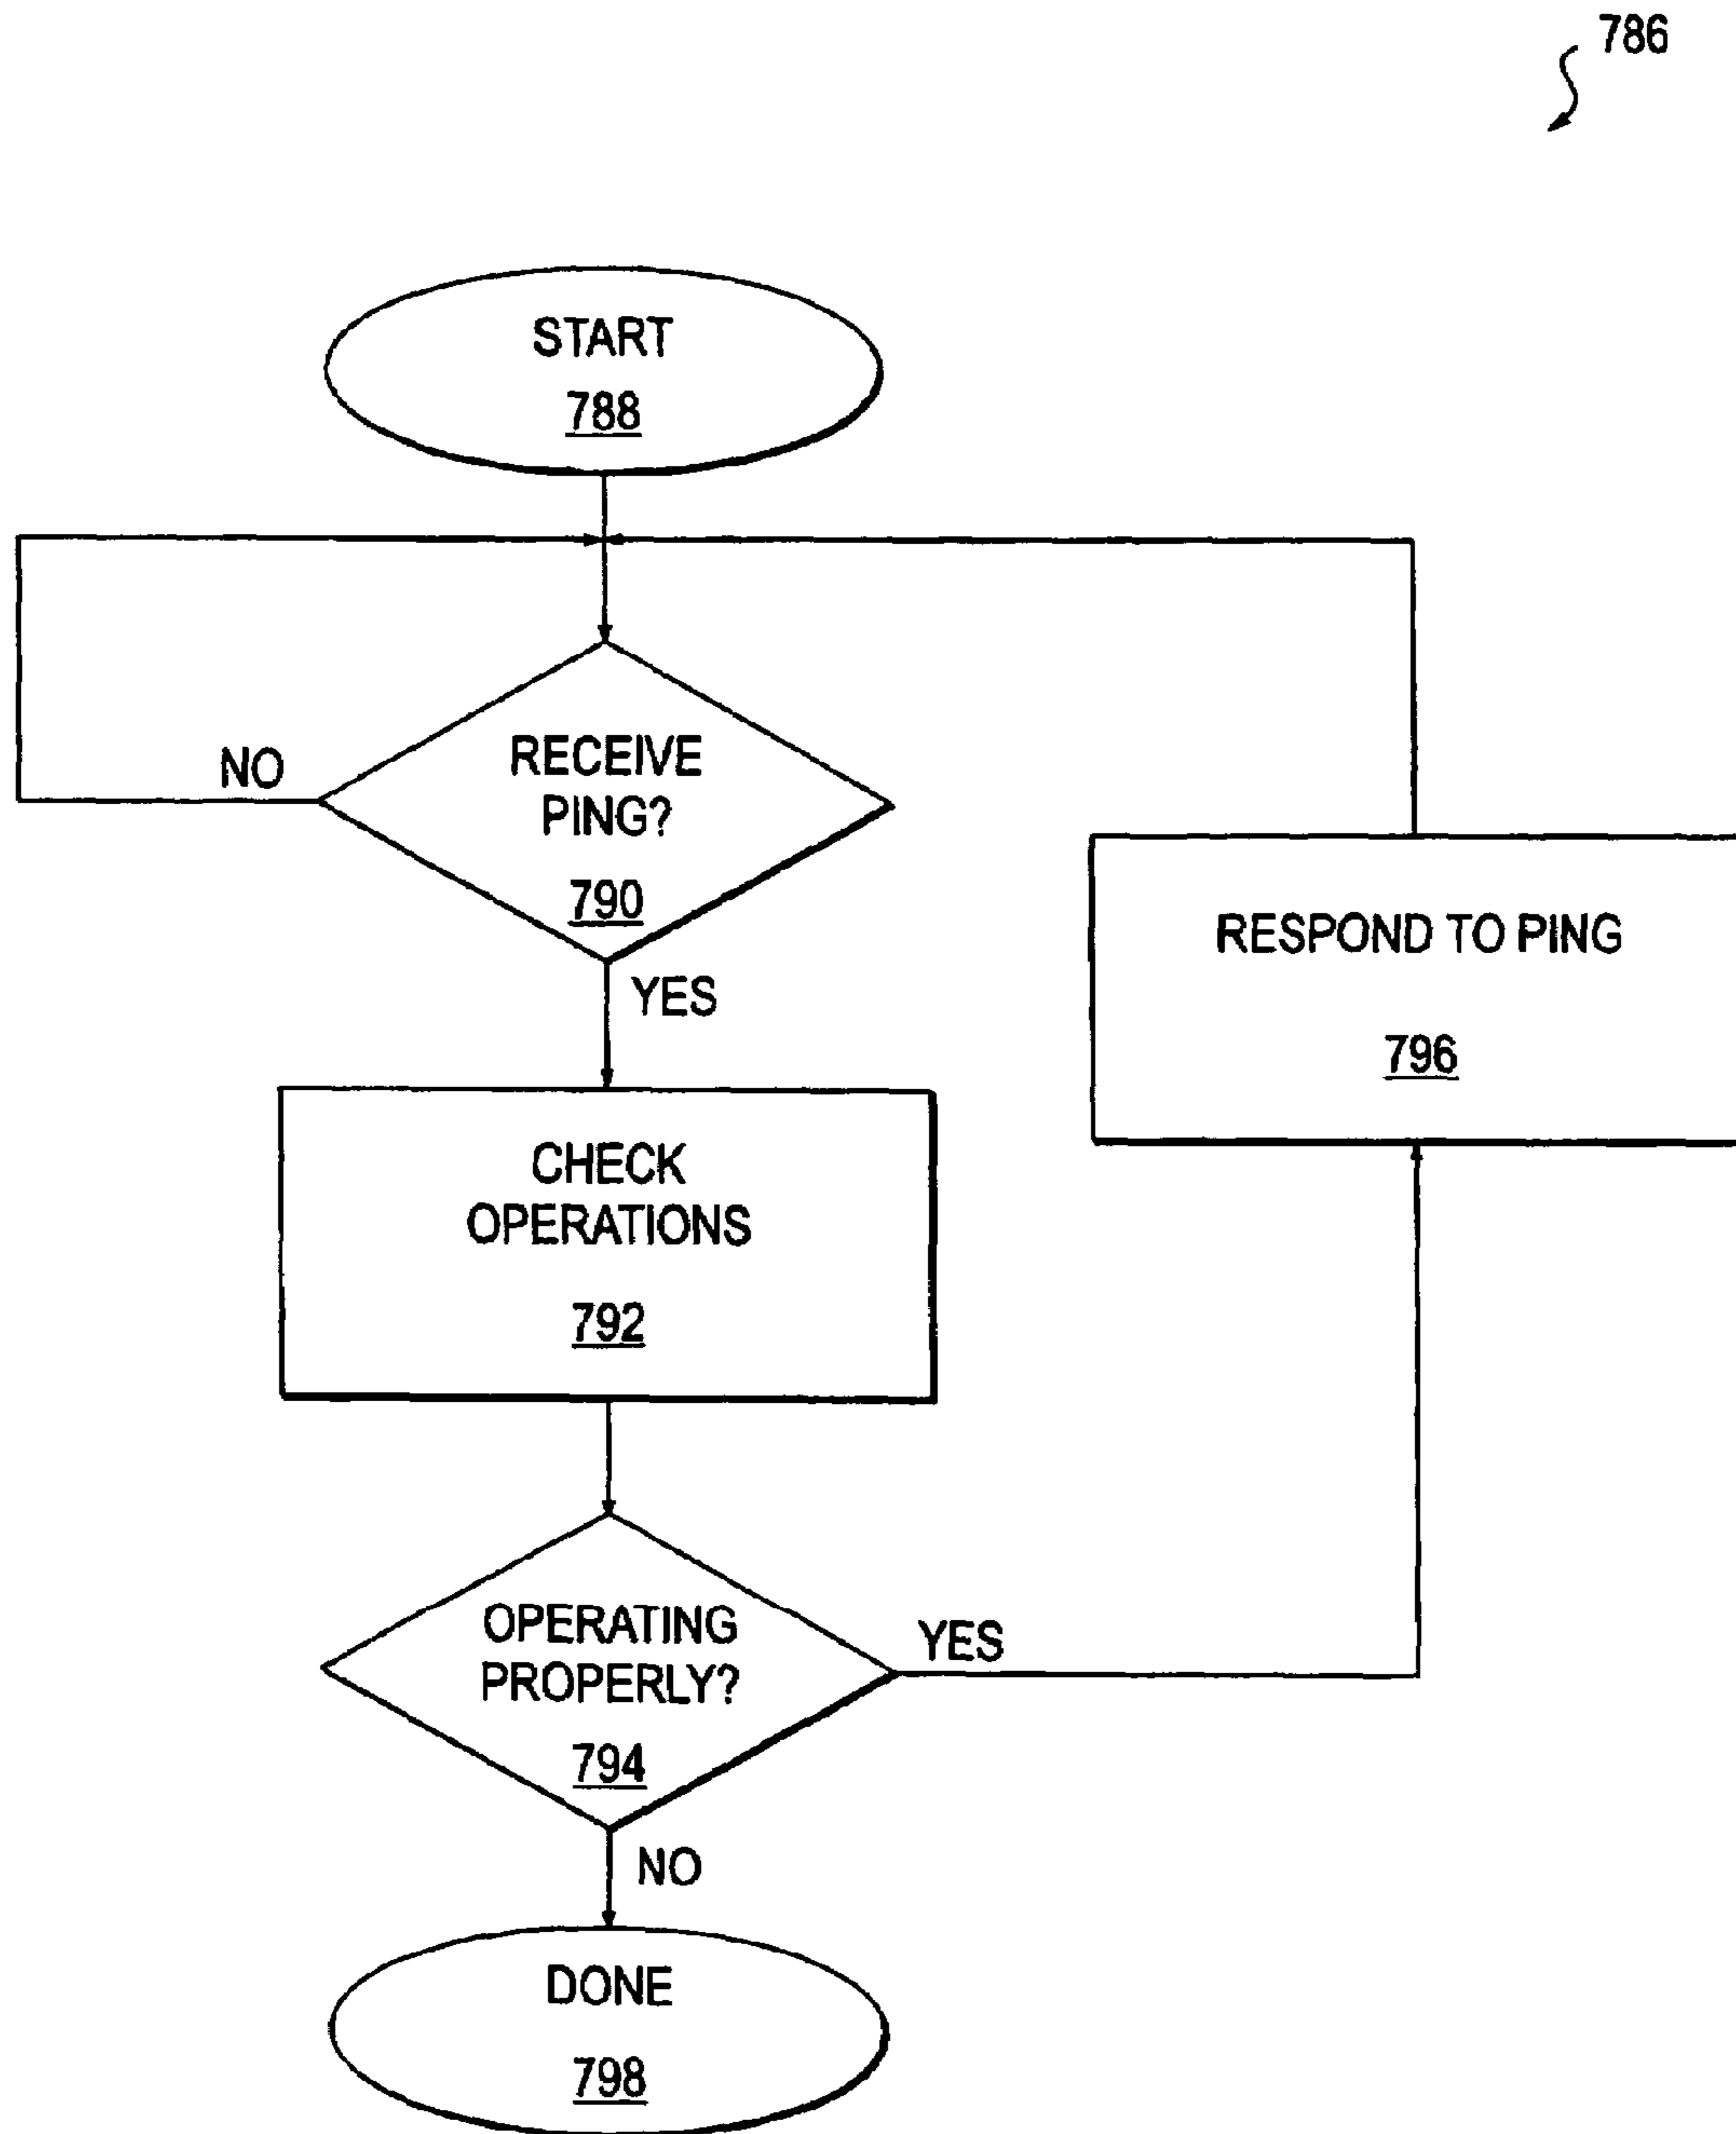 786
START
788
RECEIVE
PING?
790
NO
YES
RESPOND TO PING
796
CHECK
OPERATIONS
792
OPERATING
PROPERLY?
794
YES
NO
DONE
798